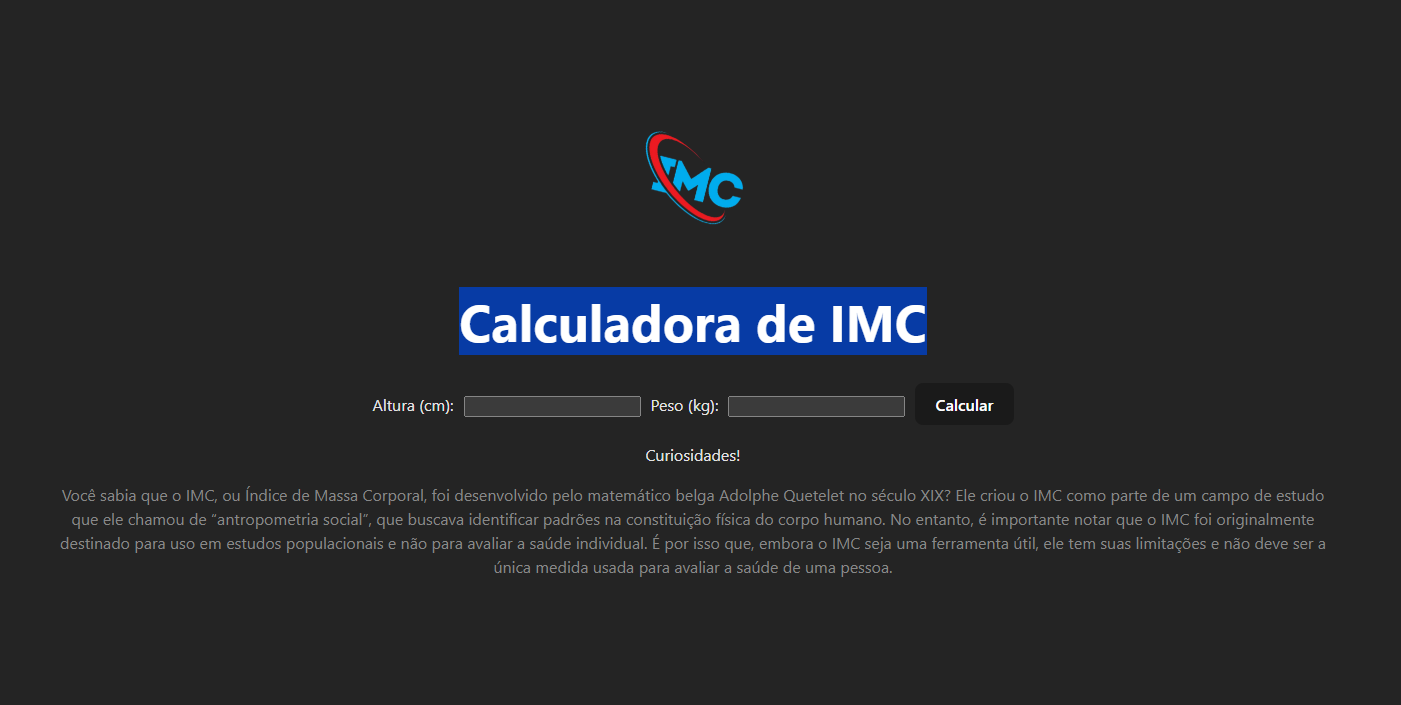 IMC
Calculadora de IMC
Altura (cm): Peso (kg): Calcular
Curiosidades!
Você sabia que o IMC, ou Índice de Massa Corporal, foi desenvolvido pelo matemático belga Adolphe Quetelet no século XIX? Ele criou o IMC como parte de um campo de estudo
que ele chamou de “antropometria social”, que buscava identificar padrões na constituição física do corpo humano. No entanto, é importante notar que o IMC foi originalmente
destinado para uso em estudos populacionais e não para avaliar a saúde individual. É por isso que, embora o IMC seja uma ferramenta útil, ele tem suas limitações e não deve ser a
única medida usada para avaliar a saúde de uma pessoa.